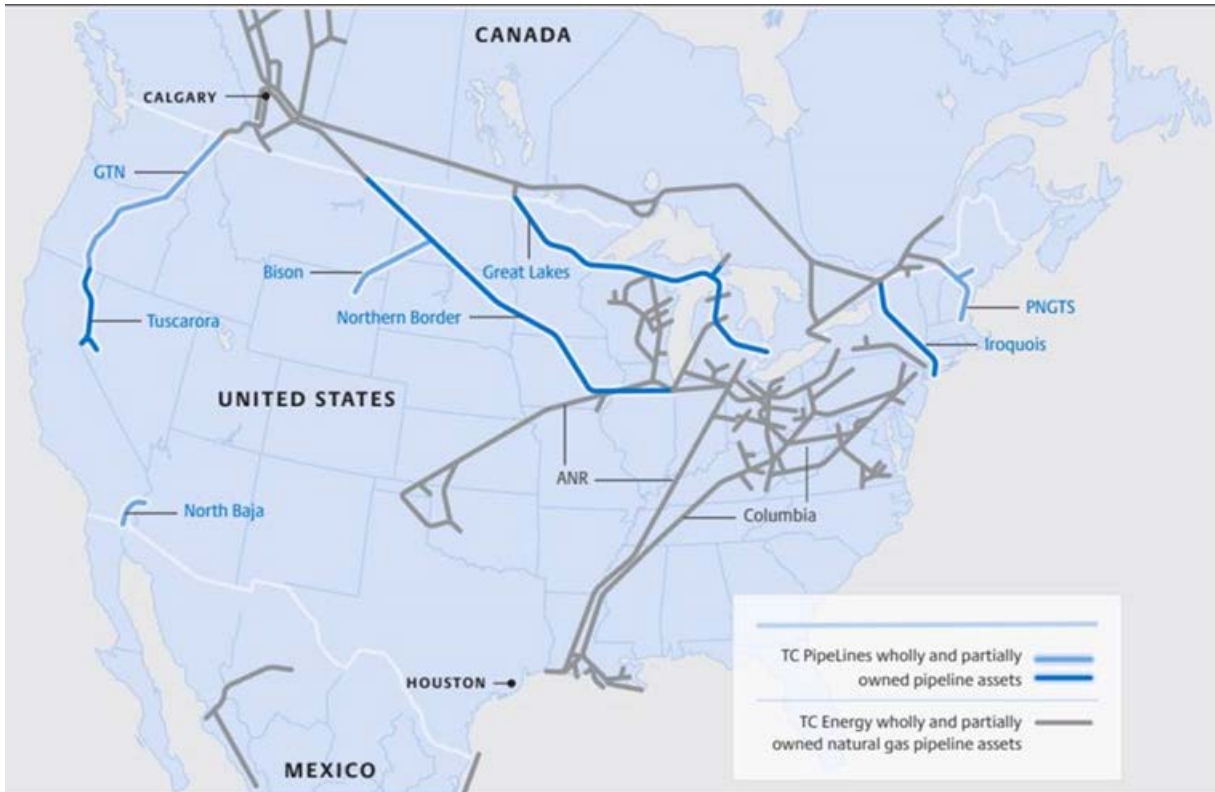 CANADA
CALGARY
GTN
Bison
Great Lakes
Tuscarora
Northern Border
PNGTS
Iroquois
UNITED STATES
ANR
North Baja
Columbia
HOUSTON
MEXICO
TC PipeLines wholly and partially
owned pipeline assets
TC Energy wholly and partially
owned natural gas pipeline assets